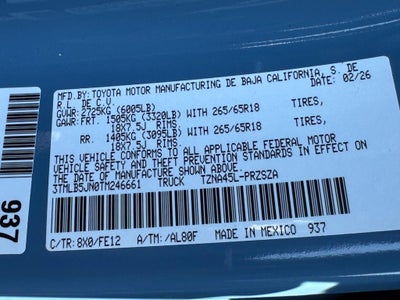 MFD.BY:TOYOTA MOTOR MANUFACTURING DE BAJA CALIFORNIA, S. DE
R.L. DE C.V. 02/26
GVWR: 2725KG (6005LB)
GAWR: FRT. 1505KG (3320LB) WITH 265/65R18 TIRES,
18X7.5J RIMS
RR. 1405KG (3095LB) WITH 265/65R18 TIRES,
18X7.5J RIMS
THIS VEHICLE CONFORMS TO ALL APPLICABLE FEDERAL MOTOR
VEHICLE SAFETY AND THEFT PREVENTION STANDARDS IN EFFECT ON
THE DATE OF MANUFACTURE SHOWN ABOVE.
3TMLB5JN0TM246661 TRUCK TZNA45L-PRZSZA
C/TR: 8X0/FE12 A/TM: /AL80F MADE IN MEXICO 937
937